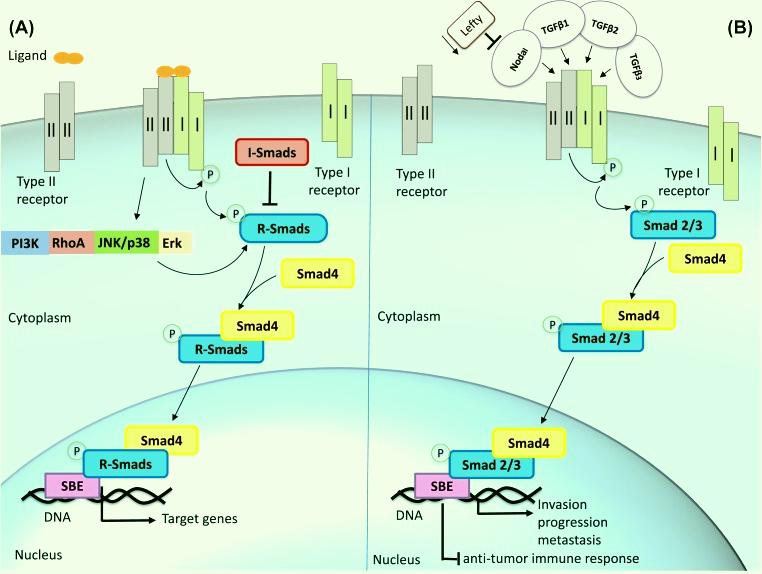 (A)
Ligand
II II
Type II
receptor
II II I I
P
I I
Type I
receptor
I-Smads
P
R-Smads
PI3K RhoA JNK/p38 Erk
Smad4
Cytoplasm
Smad4
P
R-Smads
Smad4
P
R-Smads
SBE
DNA
Target genes
Nucleus
(B)
Lefty
Nodal
TGFβ1
TGFβ2
TGFβ3
II II
Type II
receptor
II II I I
P
I I
Type I
receptor
P
Smad 2/3
Smad4
Cytoplasm
Smad4
P
Smad 2/3
Smad4
P
Smad 2/3
SBE
DNA
Invasion
progression
metastasis
anti-tumor immune response
Nucleus